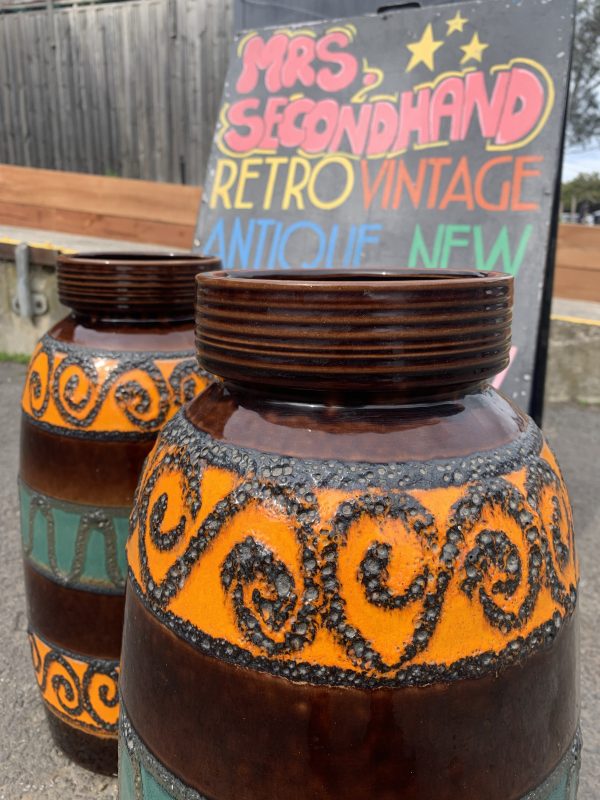 MRS.
SECONDHAND
RETRO VINTAGE
ANTIQUE NEW